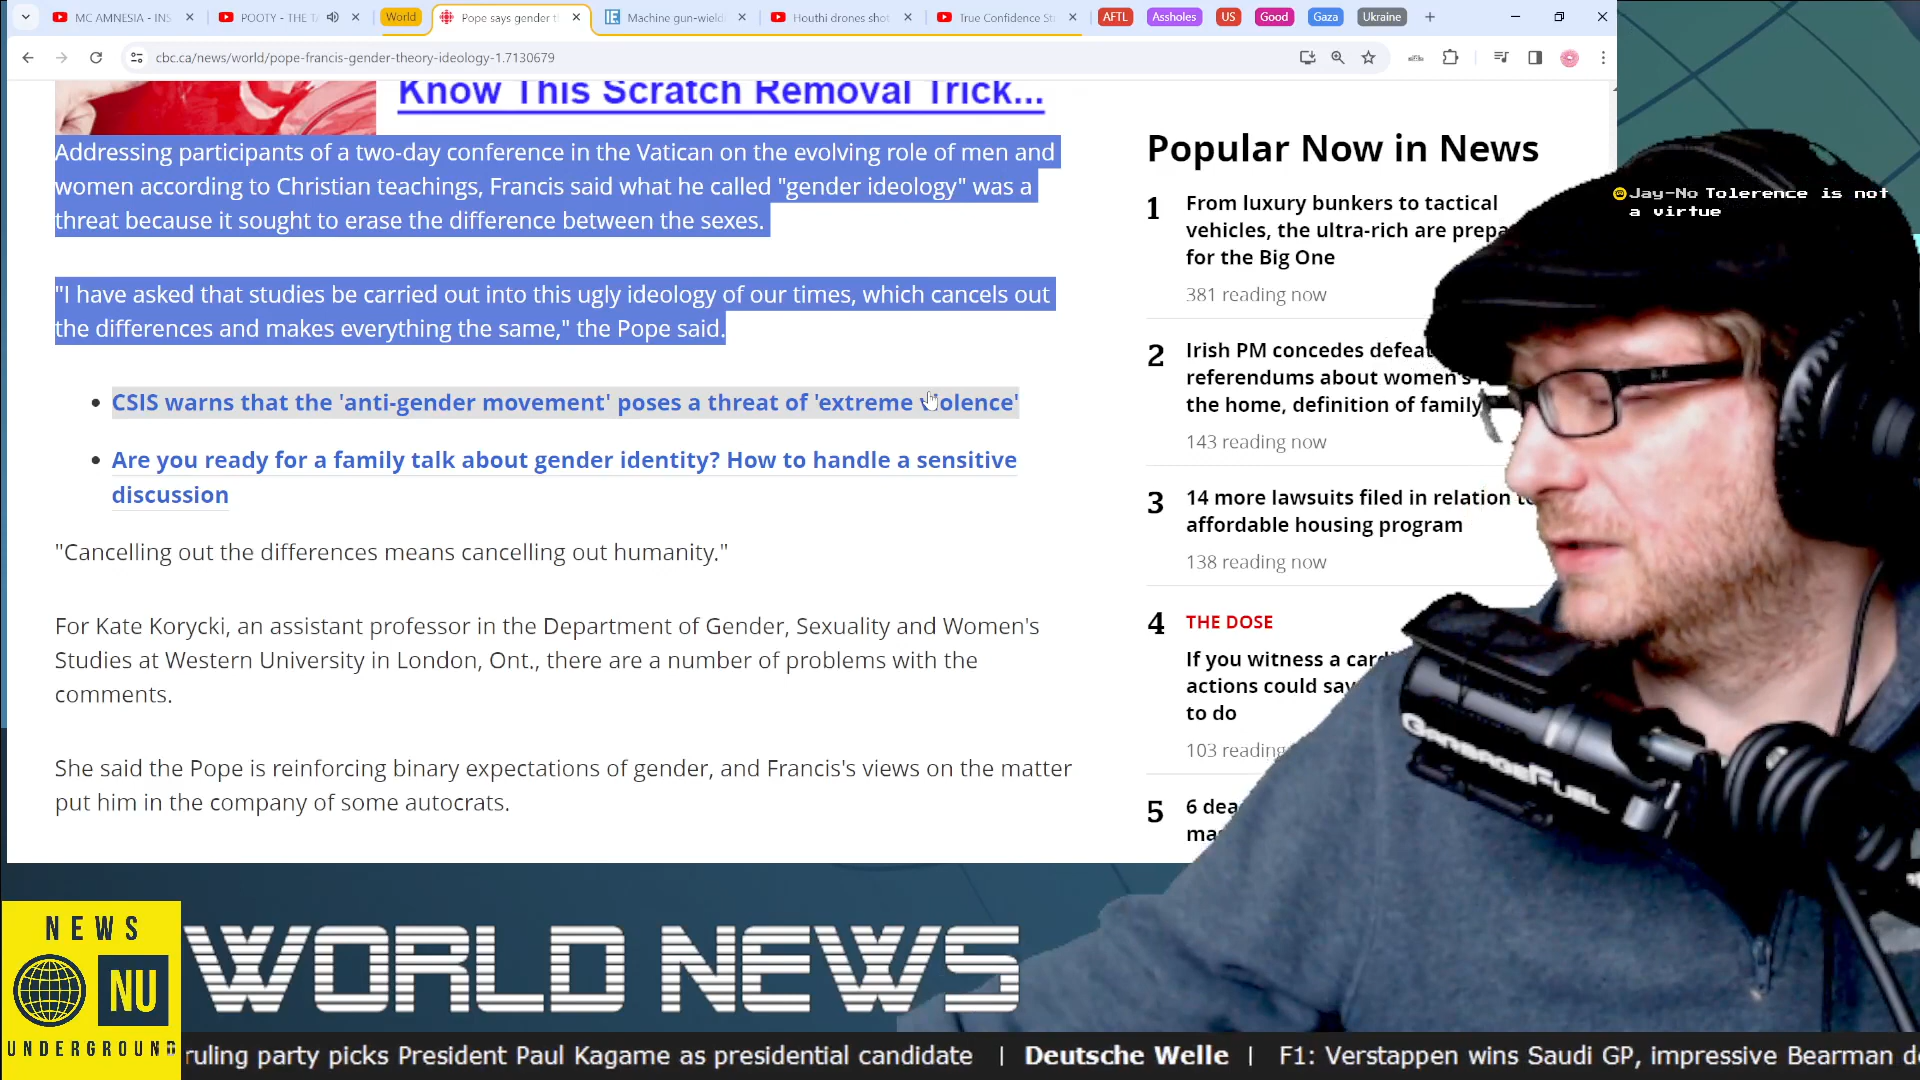 MC AMNESIA - INS
POOTY - THE T
World
Pope says gender t
Machine gun-wield
Houthi drones shot
True Confidence St
AFTL
Assholes
US
Good
Gaza
Ukraine
cbc.ca/news/world/pope-francis-gender-theory-ideology-1.7130679
Know This Scratch Removal Trick...
Addressing participants of a two-day conference in the Vatican on the evolving role of men and
women according to Christian teachings, Francis said what he called "gender ideology" was a
threat because it sought to erase the difference between the sexes.
"I have asked that studies be carried out into this ugly ideology of our times, which cancels out
the differences and makes everything the same," the Pope said.
CSIS warns that the 'anti-gender movement' poses a threat of 'extreme violence'
Are you ready for a family talk about gender identity? How to handle a sensitive
discussion
"Cancelling out the differences means cancelling out humanity."
For Kate Korycki, an assistant professor in the Department of Gender, Sexuality and Women's
Studies at Western University in London, Ont., there are a number of problems with the
comments.
She said the Pope is reinforcing binary expectations of gender, and Francis's views on the matter
put him in the company of some autocrats.
Popular Now in News
1
From luxury bunkers to tactical
vehicles, the ultra-rich are prepa
for the Big One
381 reading now
2
Irish PM concedes defeat
referendums about women's
the home, definition of family
143 reading now
3
14 more lawsuits filed in relation to
affordable housing program
138 reading now
4
THE DOSE
If you witness a cardi
actions could sav
to do
103 reading
5
6 dea
ma
Jay-No Tolerence is not
a virtue
GarageFuel
NEWS
NU
UNDERGROUND
WORLD NEWS
ruling party picks President Paul Kagame as presidential candidate | Deutsche Welle | F1: Verstappen wins Saudi GP, impressive Bearman de